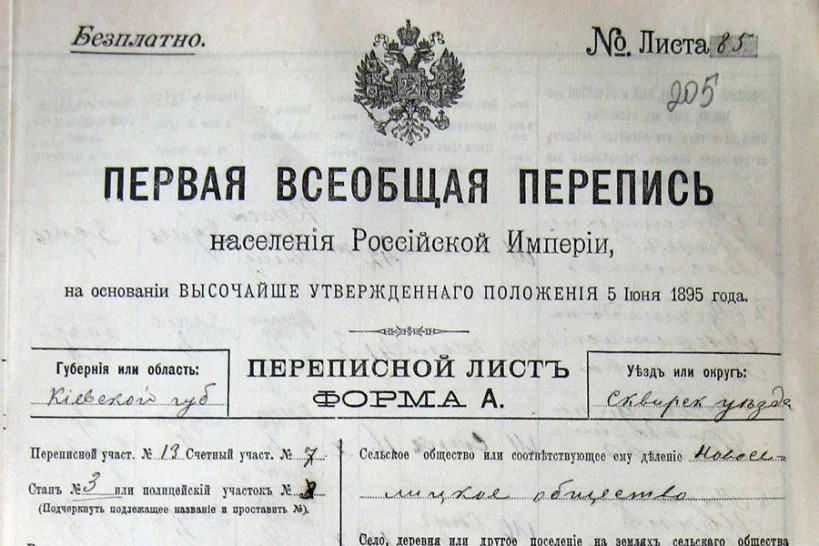 Безплатно.
№. Листа 85
205
ПЕРВАЯ ВСЕОБЩАЯ ПЕРЕПИСЬ
населенія Россійской Имперіи,
на основаніи ВЫСОЧАЙШЕ УТВЕРЖДЕННАГО ПОЛОЖЕНІЯ 5 Іюня 1895 года.
Губернія или область:
Кіевской губ
ПЕРЕПИСНОЙ ЛИСТЪ
ФОРМА А.
Уѣздъ или округъ:
Сквирск уѣзда
Переписной участ. № 13 Счетный участ. № 7
Станъ № 3 или полицейскій участокъ №
(Подчеркнуть подлежащее названіе и проставить №).
Сельское общество или соотвѣтствующее ему дѣленіе Новосе-
лицкое общество
Село, деревня или другое поселеніе на земляхъ сельскаго общества